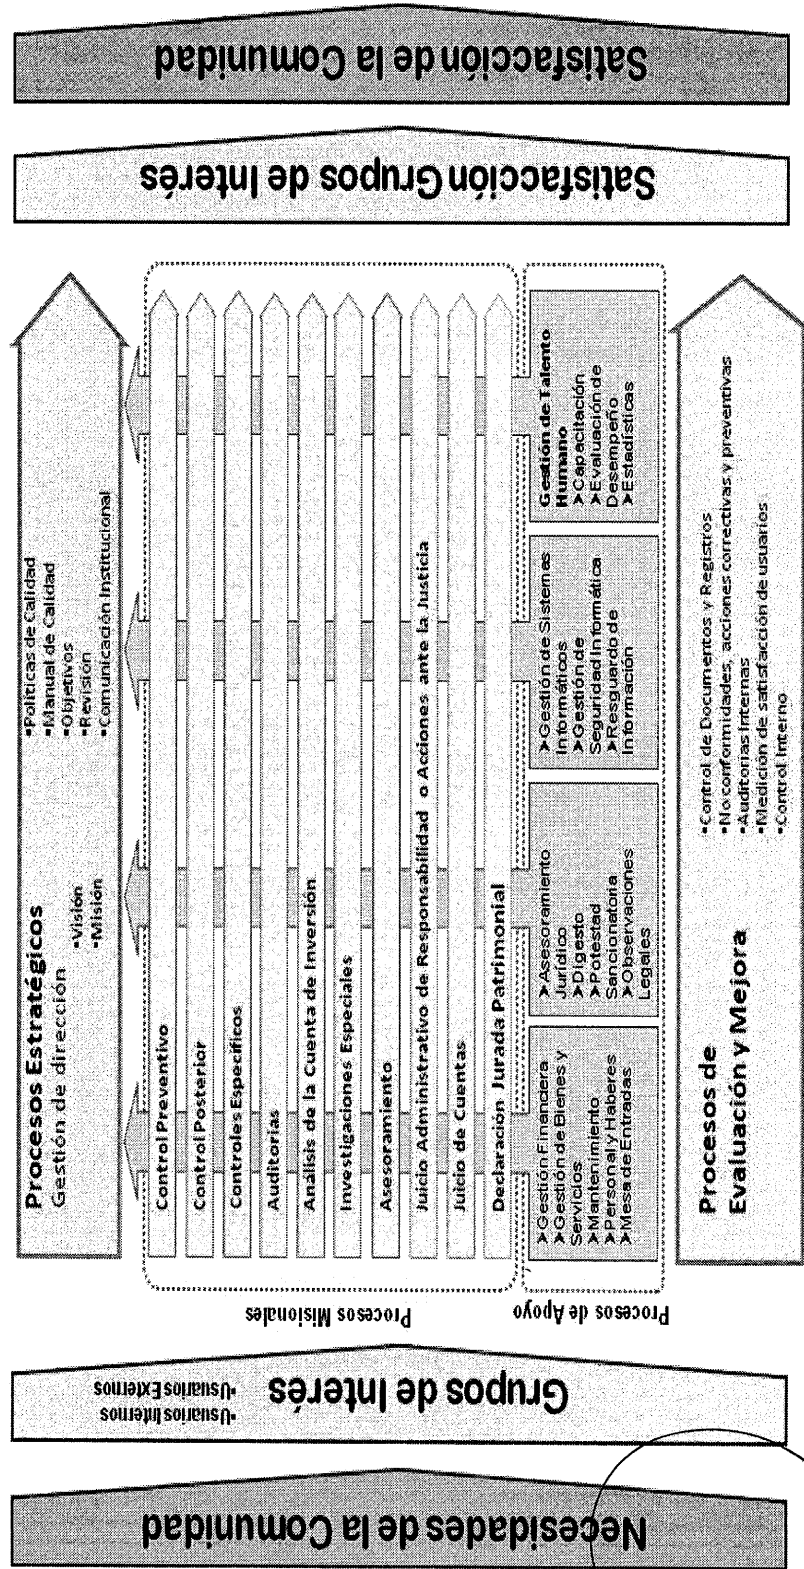 Necesidades de la Comunidad
Grupos de Interés
▪Usuarios Internos
▪Usuarios Externos
Procesos Estratégicos
Gestión de dirección
▪Visión
▪Misión
▪Políticas de Calidad
▪Manual de Calidad
▪Objetivos
▪Revisión
▪Comunicación Institucional
Procesos Misionales
Control Preventivo
Control Posterior
Controles Específicos
Auditorías
Análisis de la Cuenta de Inversión
Investigaciones Especiales
Asesoramiento
Juicio Administrativo de Responsabilidad o Acciones ante la Justicia
Juicio de Cuentas
Declaración Jurada Patrimonial
Procesos de Apoyo
➤Gestión Financiera
➤Gestión de Bienes y
Servicios
➤Mantenimiento
➤Personal y Haberes
➤Mesa de Entradas
➤Asesoramiento
Jurídico
➤Digesto
➤Potestad
Sancionatoria
➤Observaciones
Legales
➤Gestión de Sistemas
Informáticos
➤Gestión de
Seguridad Informática
➤Resguardo de
Información
Gestión de Talento
Humano
➤Capacitación
➤Evaluación de
Desempeño
➤Estadísticas
Procesos de
Evaluación y Mejora
▪Control de Documentos y Registros
▪No conformidades, acciones correctivas y preventivas
▪Auditorias Internas
▪Medición de satisfacción de usuarios
▪Control Interno
Satisfacción Grupos de Interés
Satisfacción de la Comunidad